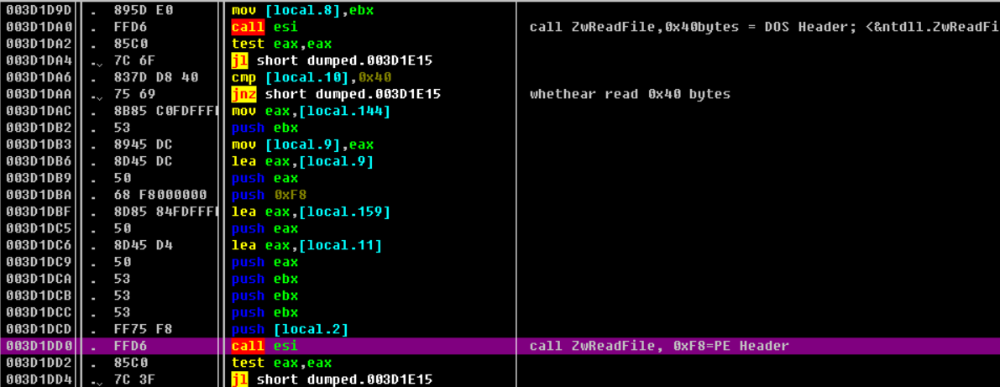 003D1D9D . 895D E0 mov [local.8],ebx
003D1DA0 . FFD6 call esi call ZwReadFile,0x40bytes = DOS Header; <&ntdll.ZwReadFi
003D1DA2 . 85C0 test eax,eax
003D1DA4 .ˬ 7C 6F jl short dumped.003D1E15
003D1DA6 . 837D D8 40 cmp [local.10],0x40
003D1DAA .ˬ 75 69 jnz short dumped.003D1E15 whethear read 0x40 bytes
003D1DAC . 8B85 C0FDFFF mov eax,[local.144]
003D1DB2 . 53 push ebx
003D1DB3 . 8945 DC mov [local.9],eax
003D1DB6 . 8D45 DC lea eax,[local.9]
003D1DB9 . 50 push eax
003D1DBA . 68 F8000000 push 0xF8
003D1DBF . 8D85 84FDFFF lea eax,[local.159]
003D1DC5 . 50 push eax
003D1DC6 . 8D45 D4 lea eax,[local.11]
003D1DC9 . 50 push eax
003D1DCA . 53 push ebx
003D1DCB . 53 push ebx
003D1DCC . 53 push ebx
003D1DCD . FF75 F8 push [local.2]
003D1DD0 . FFD6 call esi call ZwReadFile, 0xF8=PE Header
003D1DD2 . 85C0 test eax,eax
003D1DD4 .ˬ 7C 3F jl short dumped.003D1E15